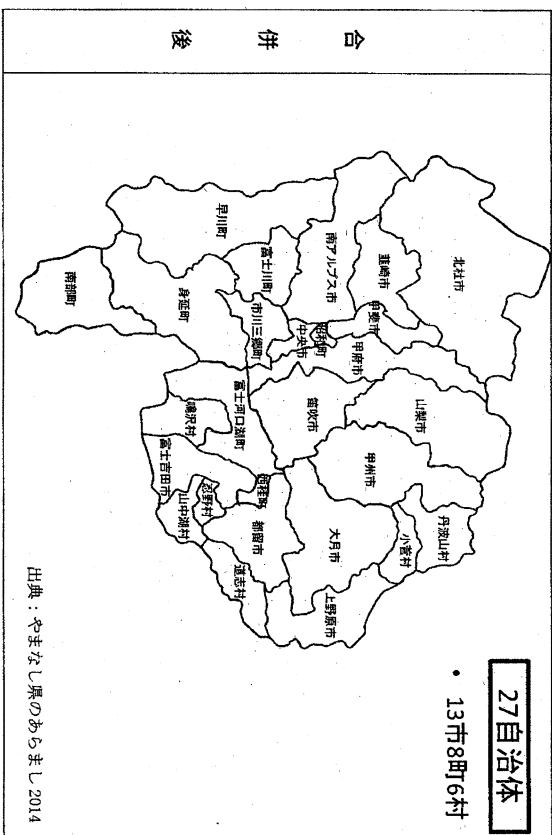 合併後
27自治体
• 13市8町6村
北杜市
韮崎市
南アルプス市
甲斐市
昭和町
中央市
甲府市
山梨市
笛吹市
甲州市
丹波山村
小菅村
大月市
上野原市
早川町
富士川町
市川三郷町
身延町
南部町
富士河口湖町
鳴沢村
西桂町
都留市
忍野村
富士吉田市
山中湖村
道志村
出典：やまなし県のあらまし2014